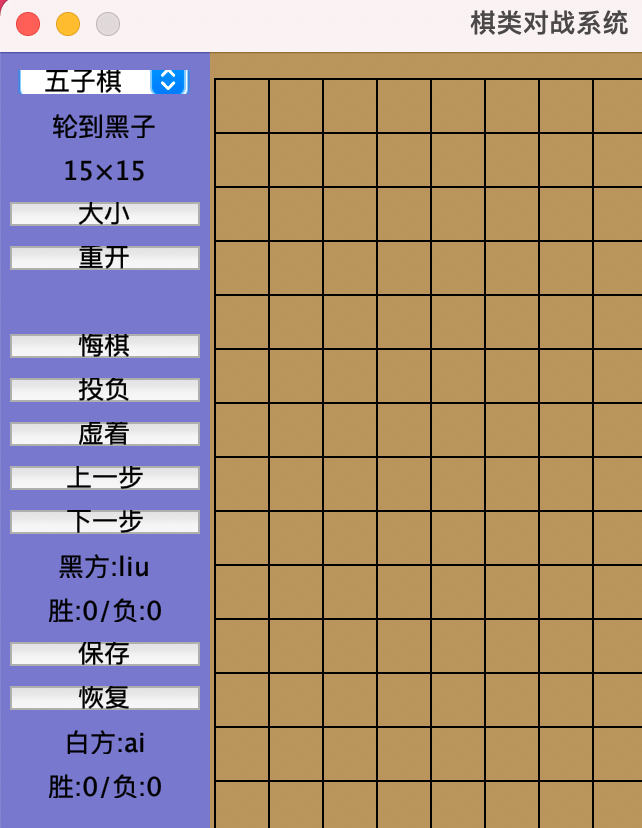 棋类对战系统
五子棋
轮到黑子
15×15
大小
重开
悔棋
投负
虚着
上一步
下一步
黑方:liu
胜:0/负:0
保存
恢复
白方:ai
胜:0/负:0